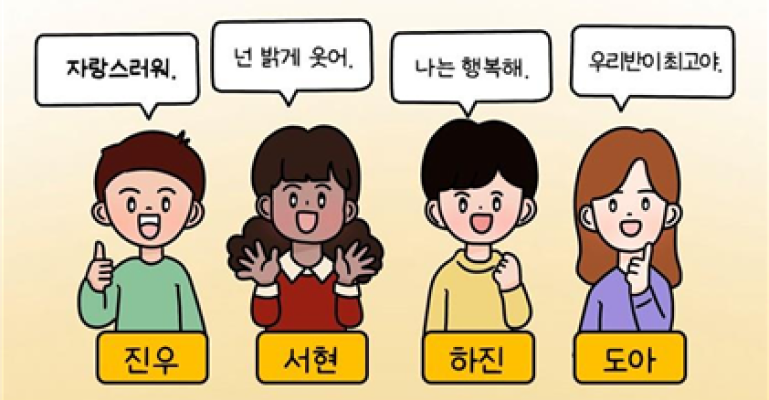 자랑스러워.
넌 밝게 웃어.
나는 행복해.
우리반이 최고야.
진우
서현
하진
도아